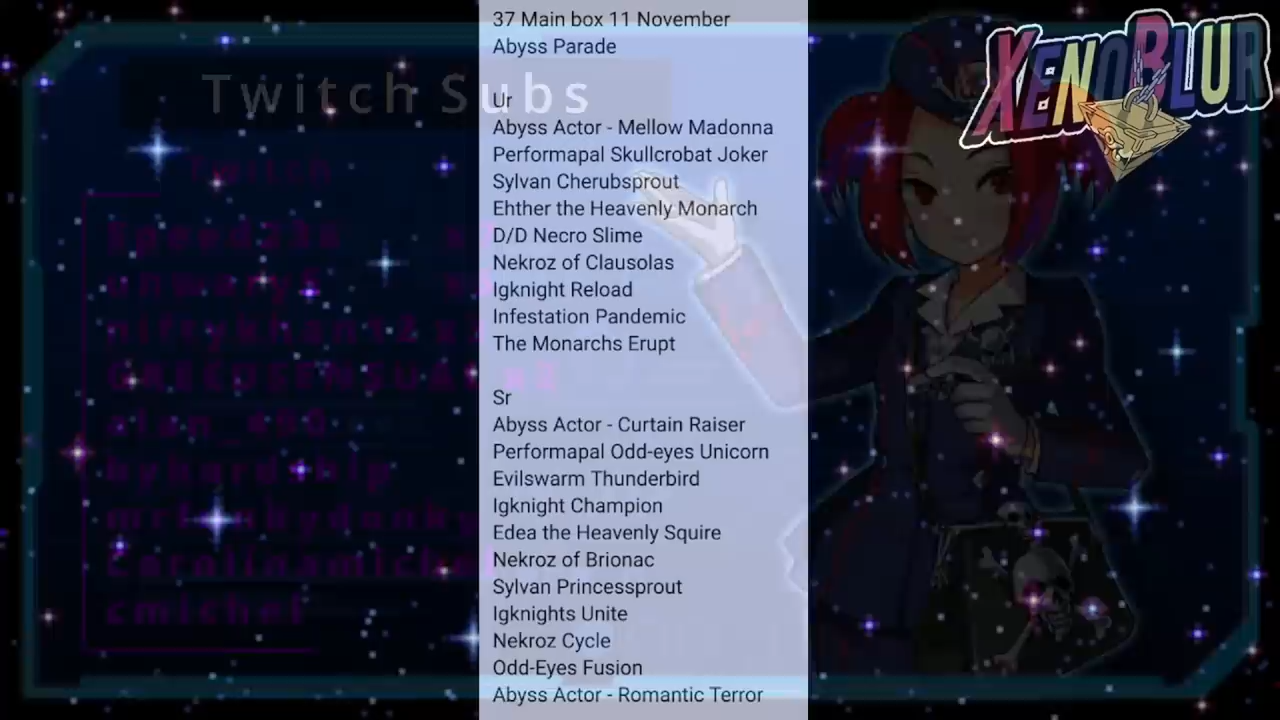 37 Main box 11 November
Abyss Parade
Ur
Abyss Actor - Mellow Madonna
Performapal Skullcrobat Joker
Sylvan Cherubsprout
Ehther the Heavenly Monarch
D/D Necro Slime
Nekroz of Clausolas
Igknight Reload
Infestation Pandemic
The Monarchs Erupt
Sr
Abyss Actor - Curtain Raiser
Performapal Odd-eyes Unicorn
Evilswarm Thunderbird
Igknight Champion
Edea the Heavenly Squire
Nekroz of Brionac
Sylvan Princessprout
Igknights Unite
Nekroz Cycle
Odd-Eyes Fusion
Abyss Actor - Romantic Terror
Twitch Subs
Twitch
XENOBLUR